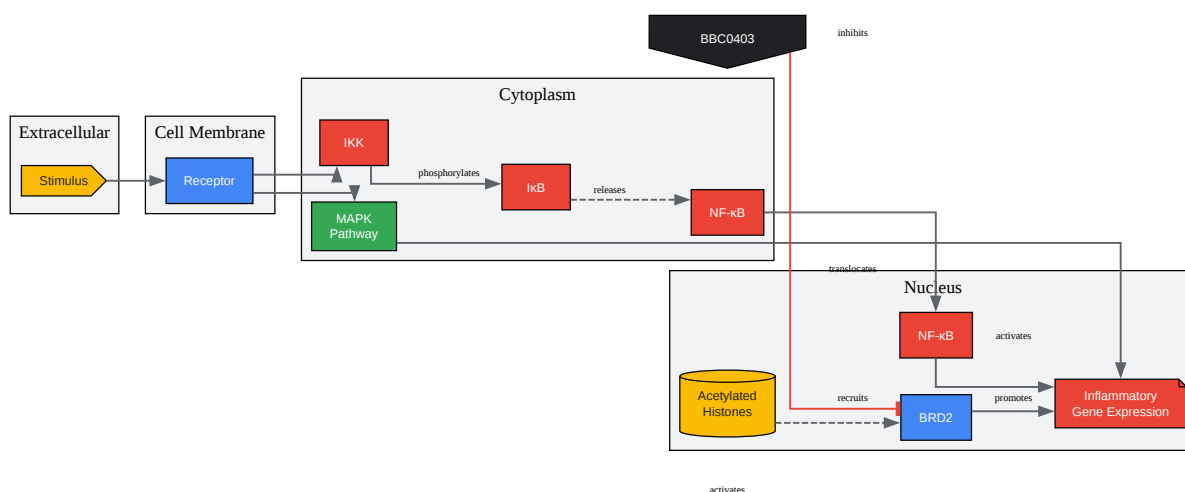 BBC0403
inhibits
Cytoplasm
Extracellular
Cell Membrane
IKK
phosphorylates
Stimulus
Receptor
IκB
releases
NF-κB
MAPK
Pathway
translocates
Nucleus
NF-κB
activates
Acetylated
Histones
recruits
BRD2
promotes
Inflammatory
Gene Expression
activates